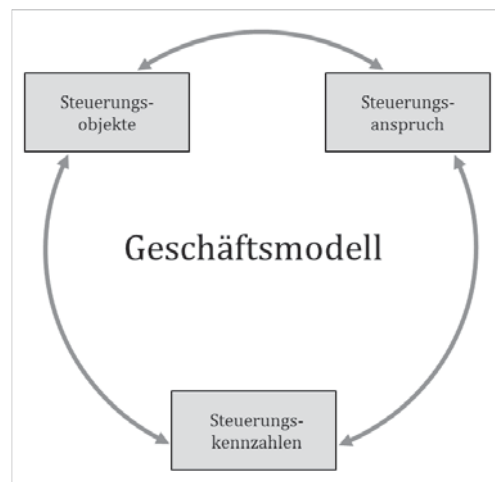 Steuerungs-
objekte
Steuerungs-
anspruch
Geschäftsmodell
Steuerungs-
kennzahlen